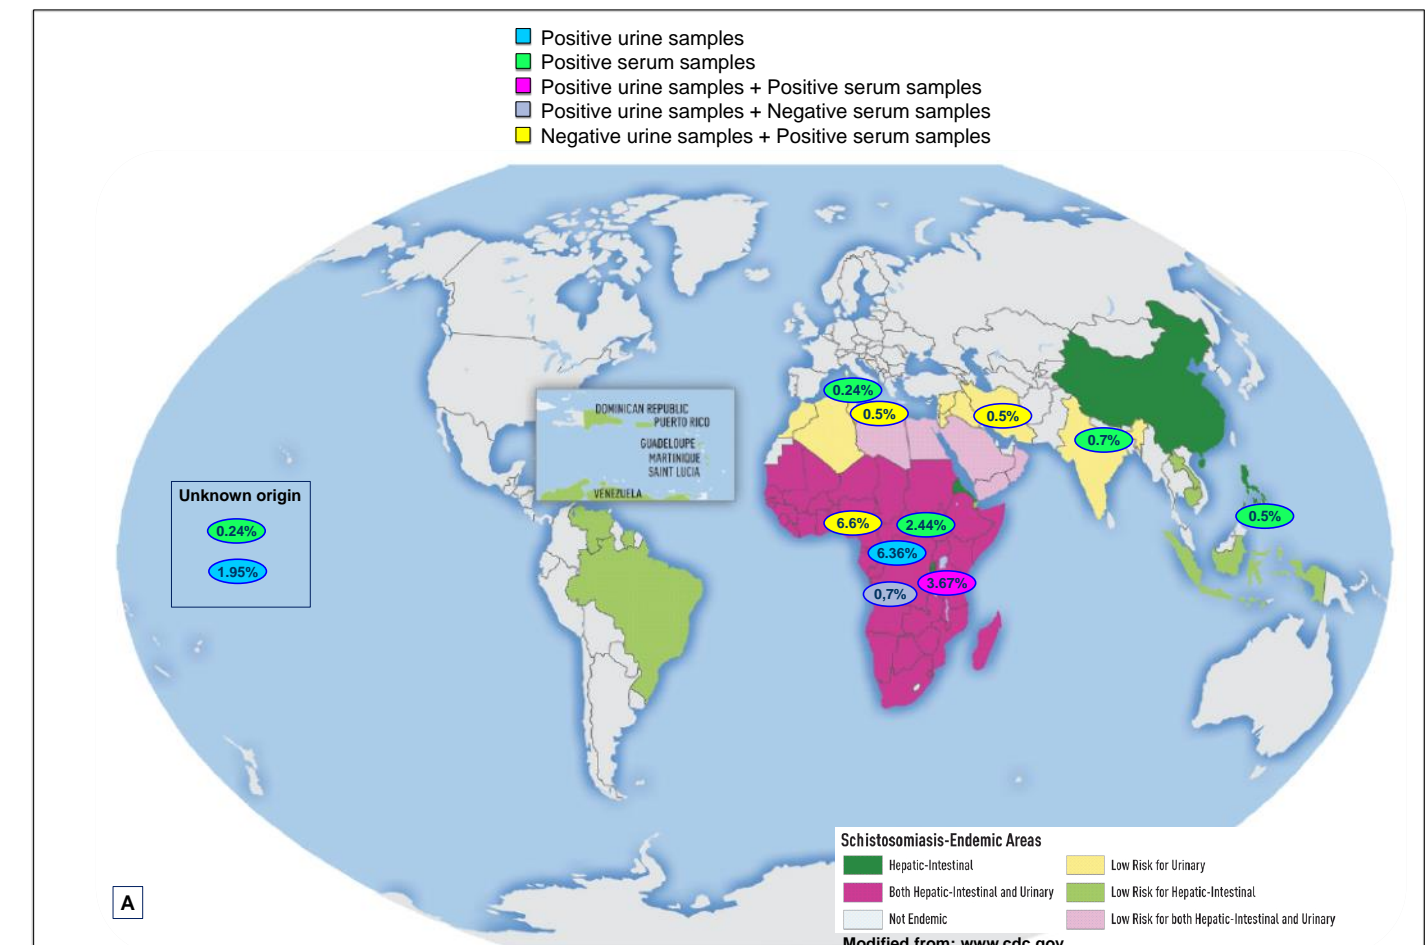 Positive urine samples
Positive serum samples
Positive urine samples + Positive serum samples
Positive urine samples + Negative serum samples
Negative urine samples + Positive serum samples
0.24%
0.5%
0.5%
0.7%
0.5%
DOMINICAN REPUBLIC
PUERTO RICO
GUADELOUPE
MARTINIQUE
SAINT LUCIA
VENEZUELA
Unknown origin
0.24%
1.95%
6.6%
2.44%
6.36%
3.67%
0,7%
Schistosomiasis-Endemic Areas
Hepatic-Intestinal
Low Risk for Urinary
Both Hepatic-Intestinal and Urinary
Low Risk for Hepatic-Intestinal
Not Endemic
Low Risk for both Hepatic-Intestinal and Urinary
Modified from: www.cdc.gov
A